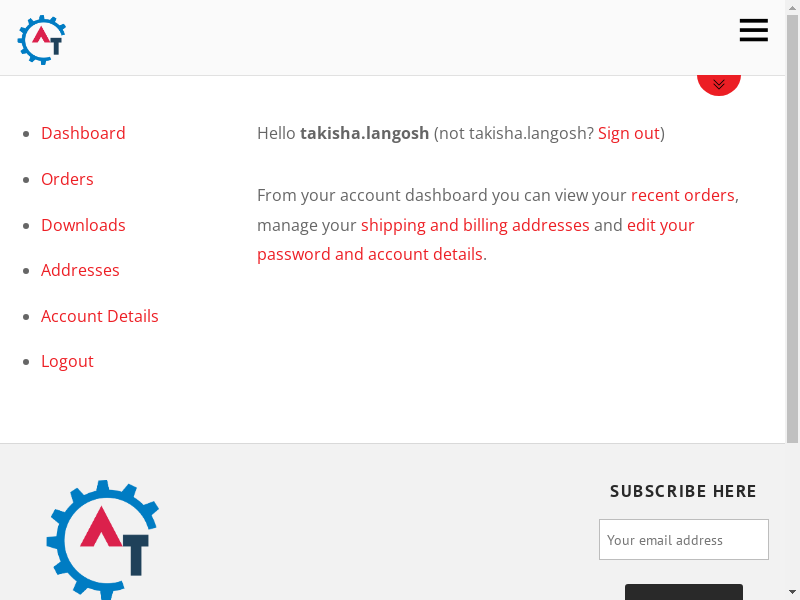 AT
Dashboard
Orders
Downloads
Addresses
Account Details
Logout
Hello takisha.langosh (not takisha.langosh? Sign out)
From your account dashboard you can view your recent orders,
manage your shipping and billing addresses and edit your
password and account details.
AT
SUBSCRIBE HERE
Your email address